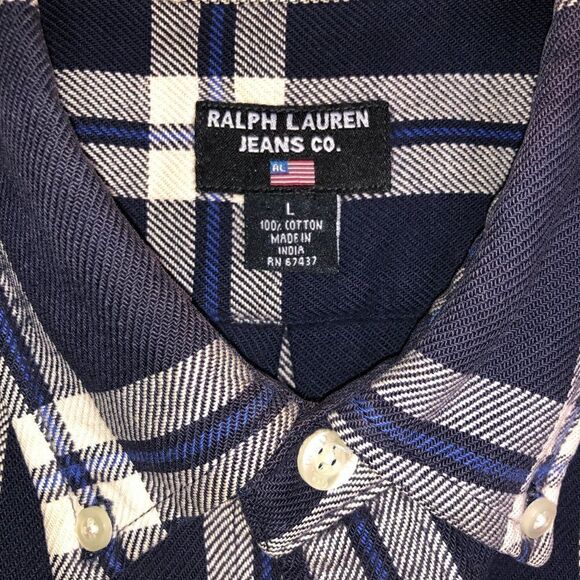 RALPH LAUREN
JEANS CO.
RL
L
100% COTTON
MADE IN
INDIA
RN 67437